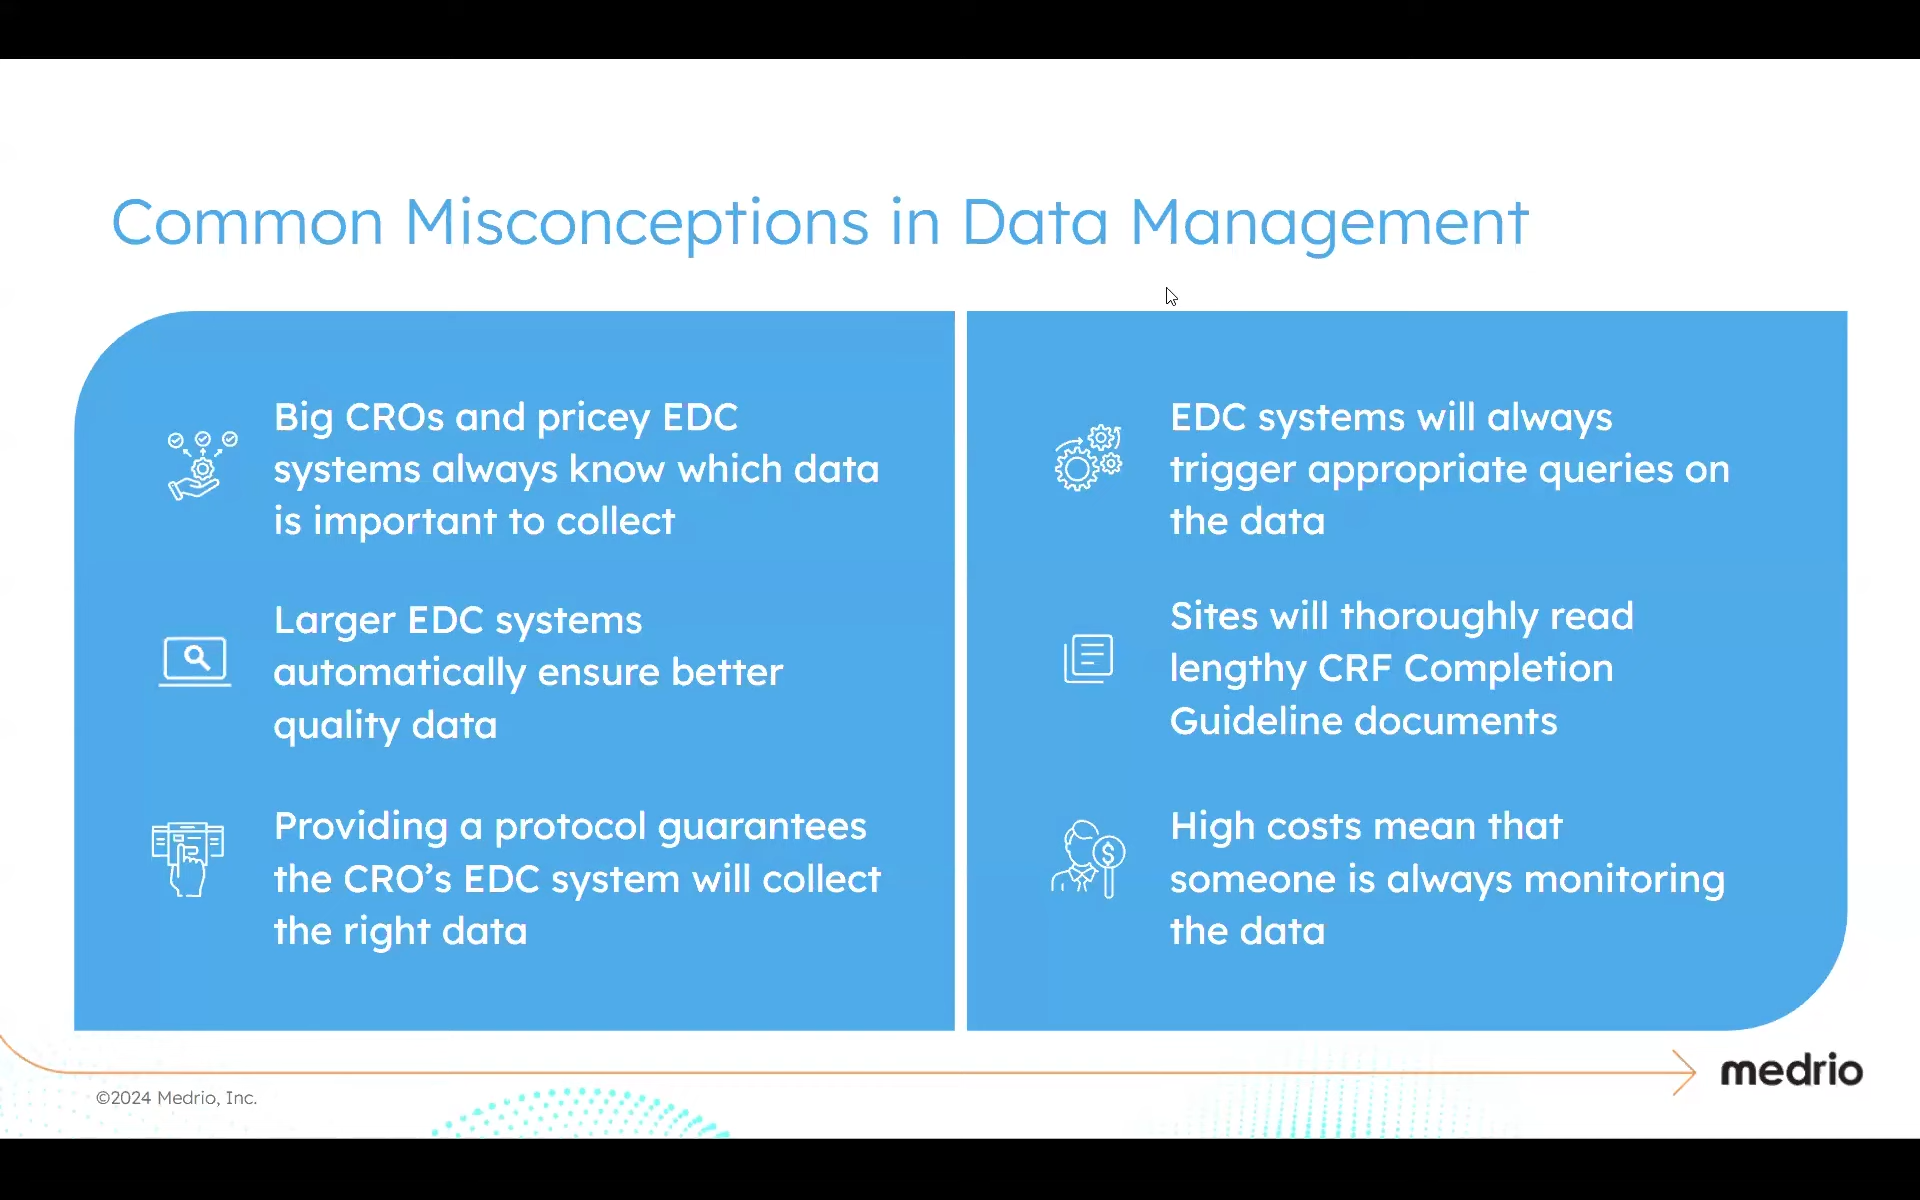 Common Misconceptions in Data Management
Big CROs and pricey EDC
systems always know which data
is important to collect
Larger EDC systems
automatically ensure better
quality data
Providing a protocol guarantees
the CRO’s EDC system will collect
the right data
EDC systems will always
trigger appropriate queries on
the data
Sites will thoroughly read
lengthy CRF Completion
Guideline documents
$
High costs mean that
someone is always monitoring
the data
medrio
©2024 Medrio, Inc.